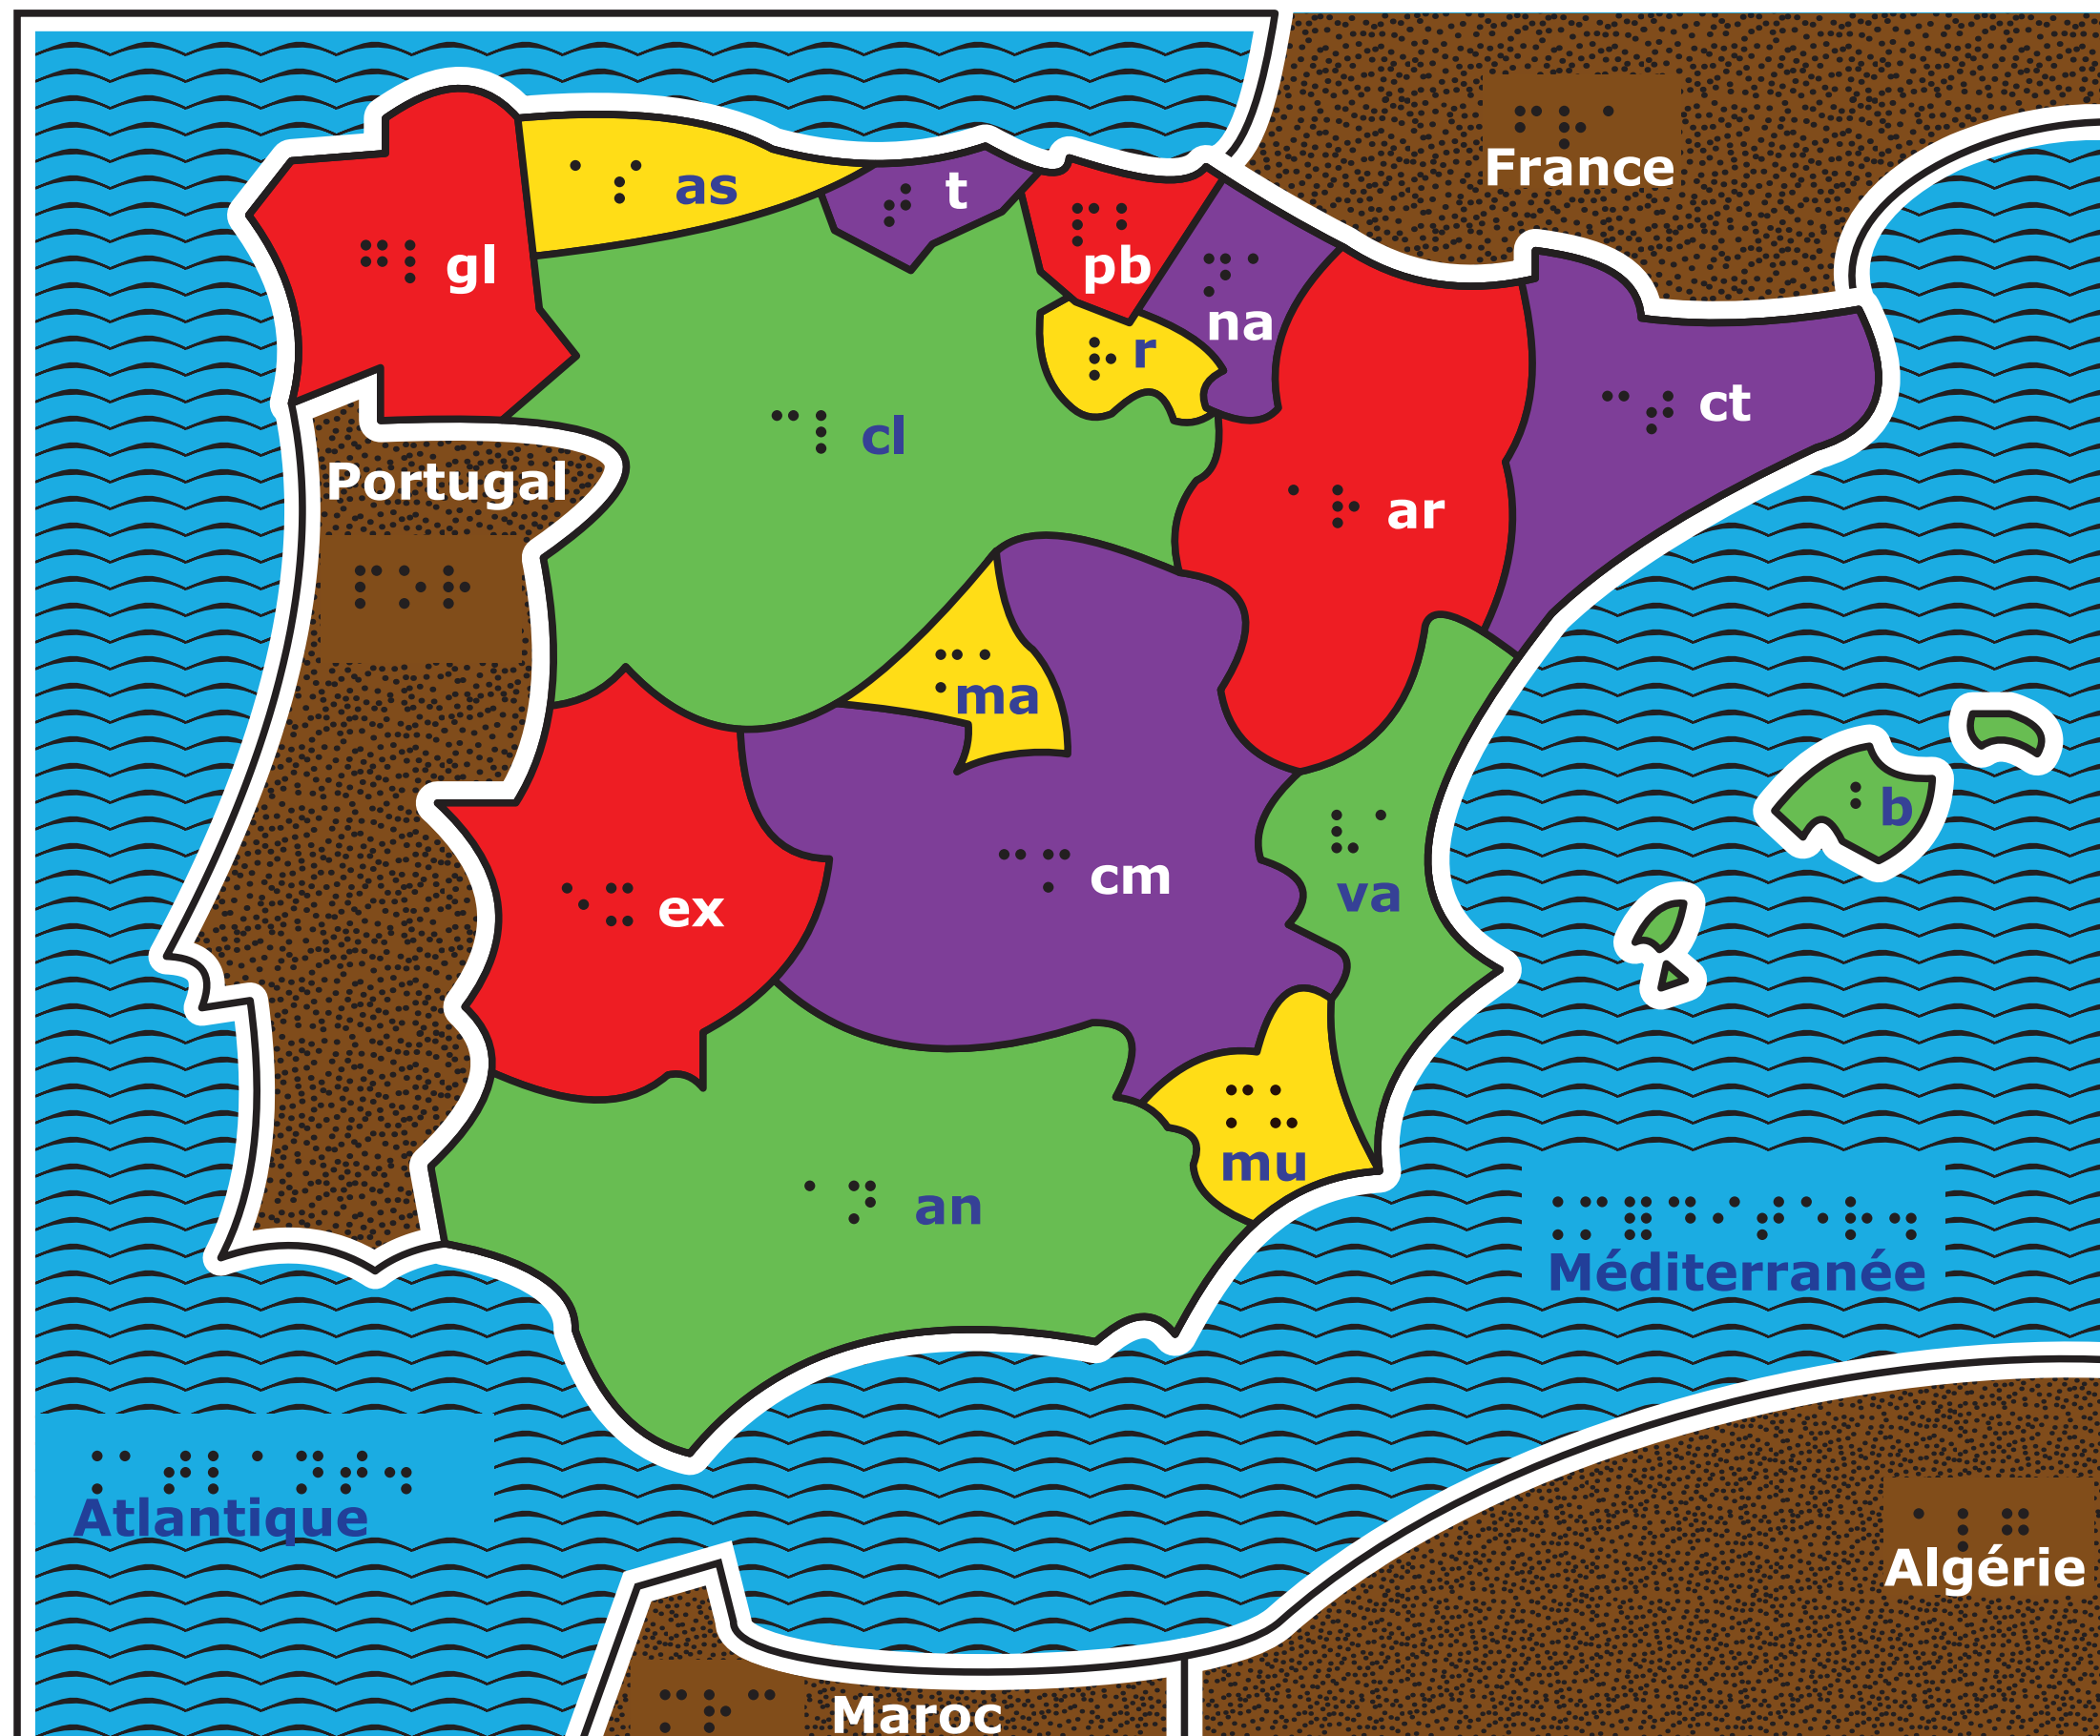 France
as
t
gl
pb
na
r
ct
cl
Portugal
ar
ma
b
cm
va
ex
mu
an
Méditerranée
Atlantique
Algérie
Maroc